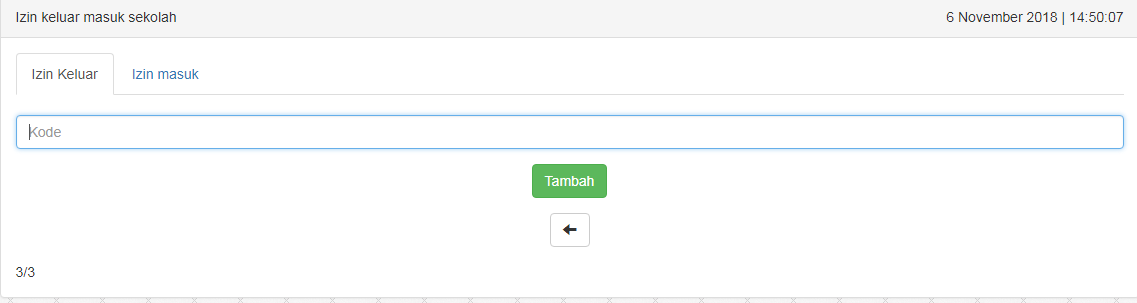 Izin keluar masuk sekolah 6 November 2018 | 14:50:07
Izin Keluar Izin masuk
Kode
Tambah
3/3